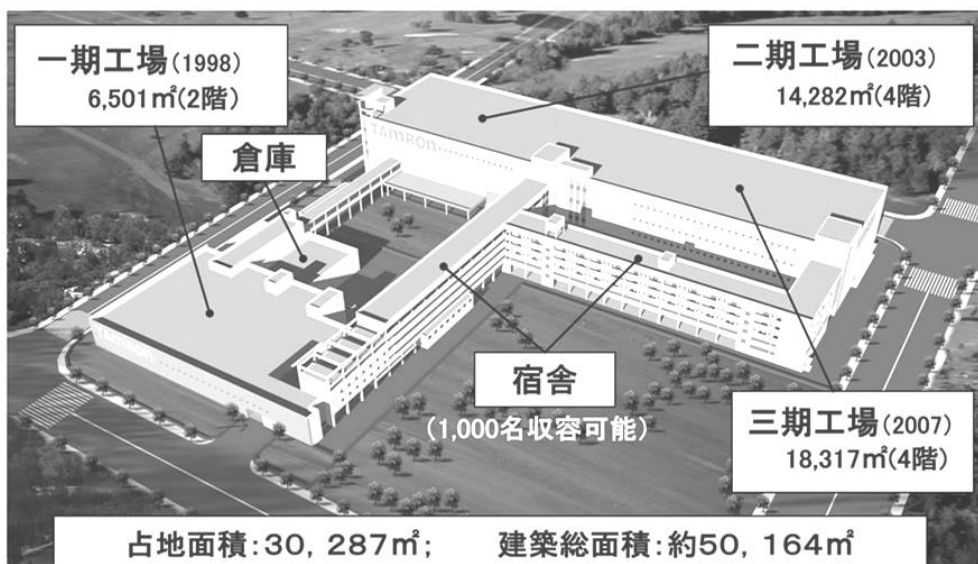 一期工場(1998)
6,501㎡(2階)
二期工場(2003)
14,282㎡(4階)
倉庫
TAMRON
TAMRON
宿舎
(1,000名収容可能)
三期工場(2007)
18,317㎡(4階)
占地面積:30, 287㎡; 建築総面積:約50, 164㎡